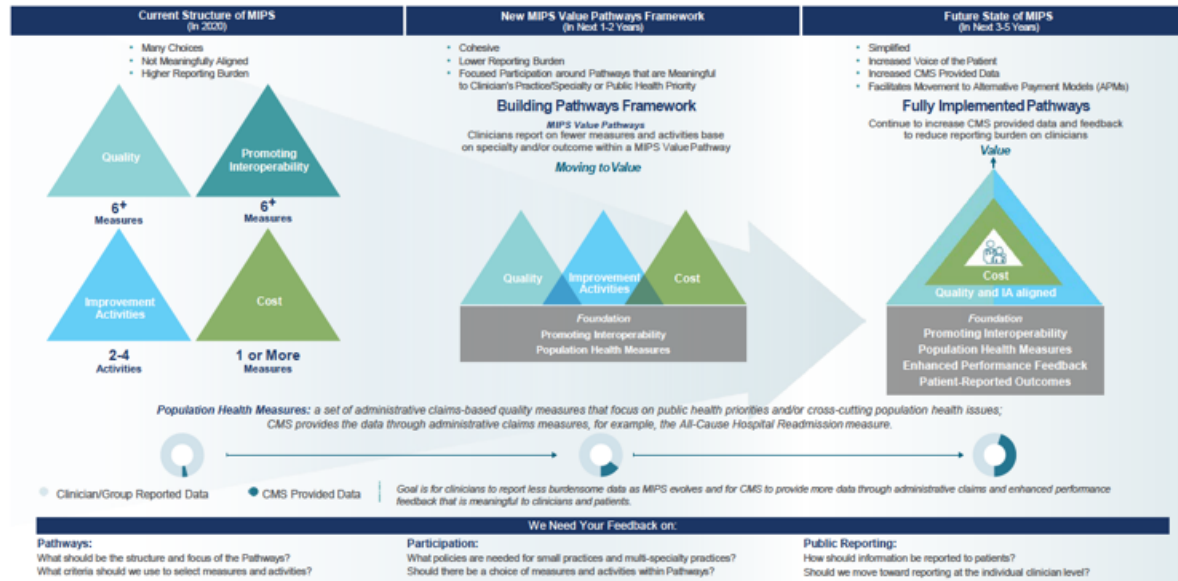 Current Structure of MIPS
(In 2020)
• Many Choices
• Not Meaningfully Aligned
• Higher Reporting Burden
Quality
6+
Measures
Promoting
Interoperability
6+
Measures
Improvement
Activities
2-4
Activities
Cost
1 or More
Measures
New MIPS Value Pathways Framework
(In Next 1-2 Years)
• Cohesive
• Lower Reporting Burden
• Focused Participation around Pathways that are Meaningful
to Clinician's Practice/Specialty or Public Health Priority
Building Pathways Framework
MIPS Value Pathways
Clinicians report on fewer measures and activities base
on specialty and/or outcome within a MIPS Value Pathway
Moving to Value
Quality
Improvement
Activities
Cost
Foundation
Promoting Interoperability
Population Health Measures
Future State of MIPS
(In Next 3-5 Years)
• Simplified
• Increased Voice of the Patient
• Increased CMS Provided Data
• Facilitates Movement to Alternative Payment Models (APMs)
Fully Implemented Pathways
Continue to increase CMS provided data and feedback
to reduce reporting burden on clinicians
Value
Cost
Quality and IA aligned
Foundation
Promoting Interoperability
Population Health Measures
Enhanced Performance Feedback
Patient-Reported Outcomes
Population Health Measures: a set of administrative claims-based quality measures that focus on public health priorities and/or cross-cutting population health issues;
CMS provides the data through administrative claims measures, for example, the All-Cause Hospital Readmission measure.
Clinician/Group Reported Data
CMS Provided Data
Goal is for clinicians to report less burdensome data as MIPS evolves and for CMS to provide more data through administrative claims and enhanced performance
feedback that is meaningful to clinicians and patients.
We Need Your Feedback on:
Pathways:
What should be the structure and focus of the Pathways?
What criteria should we use to select measures and activities?
Participation:
What policies are needed for small practices and multi-specialty practices?
Should there be a choice of measures and activities within Pathways?
Public Reporting:
How should information be reported to patients?
Should we move toward reporting at the individual clinician level?